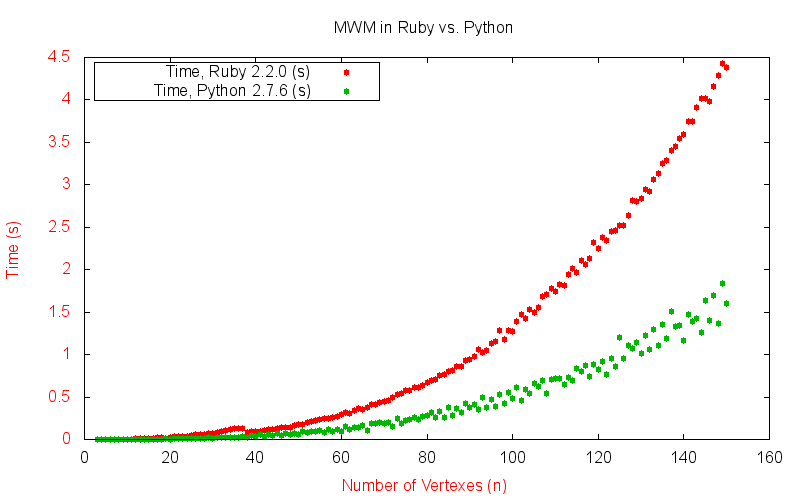 MWM in Ruby vs. Python
Time, Ruby 2.2.0 (s)
Time, Python 2.7.6 (s)
4.5
4
3.5
3
2.5
2
1.5
1
0.5
0
Time (s)
0 20 40 60 80 100 120 140 160
Number of Vertexes (n)